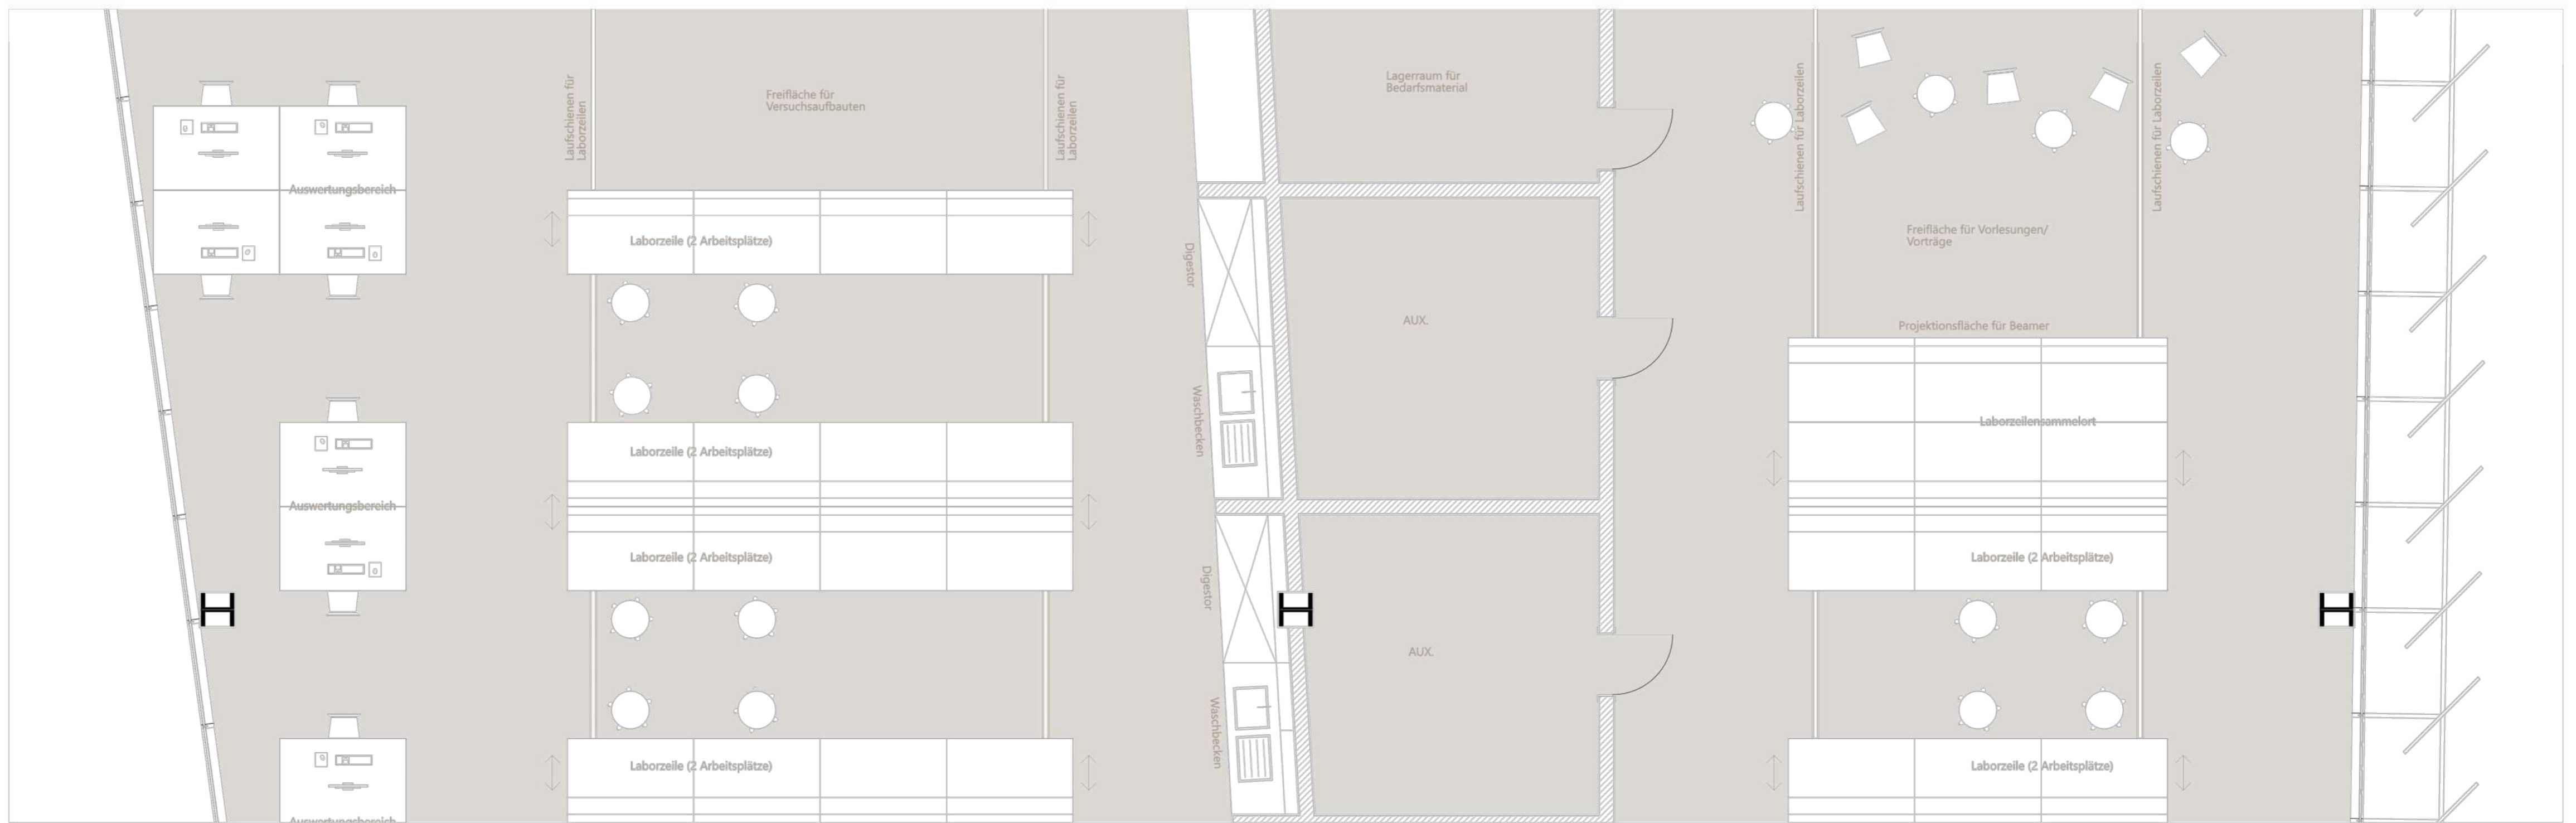 Auswertungsbereich
Auswertungsbereich
Auswertungsbereich
Laufschienen für
Laborzeilen
Freifläche für
Versuchsaufbauten
Laufschienen für
Laborzeilen
Laborzeile (2 Arbeitsplätze)
Laborzeile (2 Arbeitsplätze)
Laborzeile (2 Arbeitsplätze)
Laborzeile (2 Arbeitsplätze)
Digestor
Waschbecken
Digestor
Waschbecken
Lagerraum für
Bedarfsmaterial
AUX.
AUX.
Laufschienen für Laborzeilen
Freifläche für Vorlesungen/
Vorträge
Laufschienen für Laborzeilen
Projektionsfläche für Beamer
Laborzeilensammelort
Laborzeile (2 Arbeitsplätze)
Laborzeile (2 Arbeitsplätze)